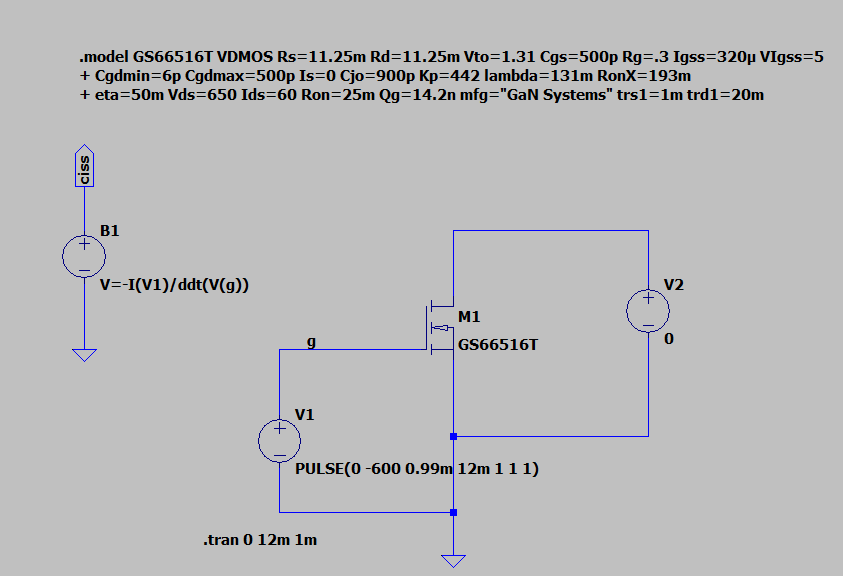 .model GS66516T VDMOS Rs=11.25m Rd=11.25m Vto=1.31 Cgs=500p Rg=.3 Igss=320µ VIgss=5
+ Cgdmin=6p Cgdmax=500p Is=0 Cjo=900p Kp=442 lambda=131m RonX=193m
+ eta=50m Vds=650 Ids=60 Ron=25m Qg=14.2n mfg="GaN Systems" trs1=1m trd1=20m
ciss
B1
V=-I(V1)/ddt(V(g))
V2
0
M1
GS66516T
g
V1
PULSE(0 -600 0.99m 12m 1 1 1)
.tran 0 12m 1m